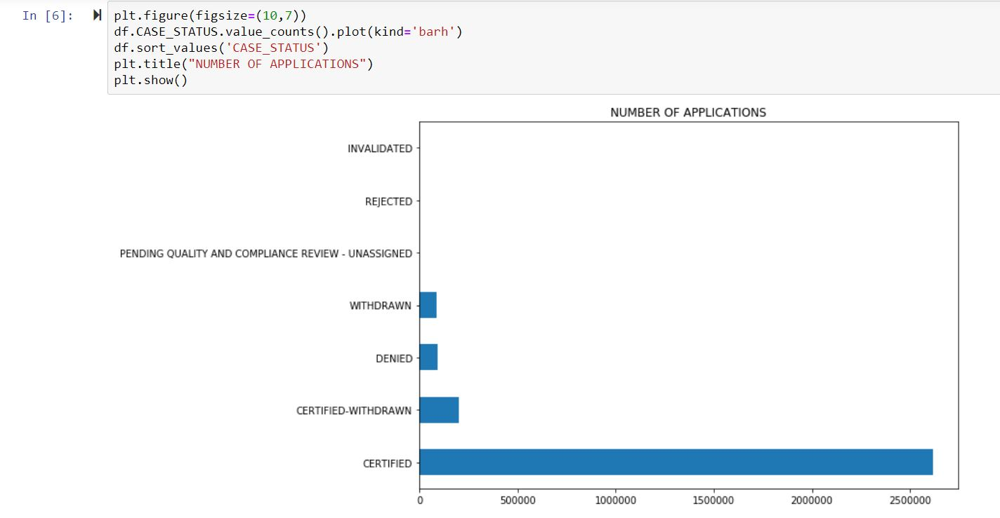 In [6]:
plt.figure(figsize=(10,7))
df.CASE_STATUS.value_counts().plot(kind='barh')
df.sort_values('CASE_STATUS')
plt.title("NUMBER OF APPLICATIONS")
plt.show()
NUMBER OF APPLICATIONS
INVALIDATED
REJECTED
PENDING QUALITY AND COMPLIANCE REVIEW - UNASSIGNED
WITHDRAWN
DENIED
CERTIFIED-WITHDRAWN
CERTIFIED
0 500000 1000000 1500000 2000000 2500000